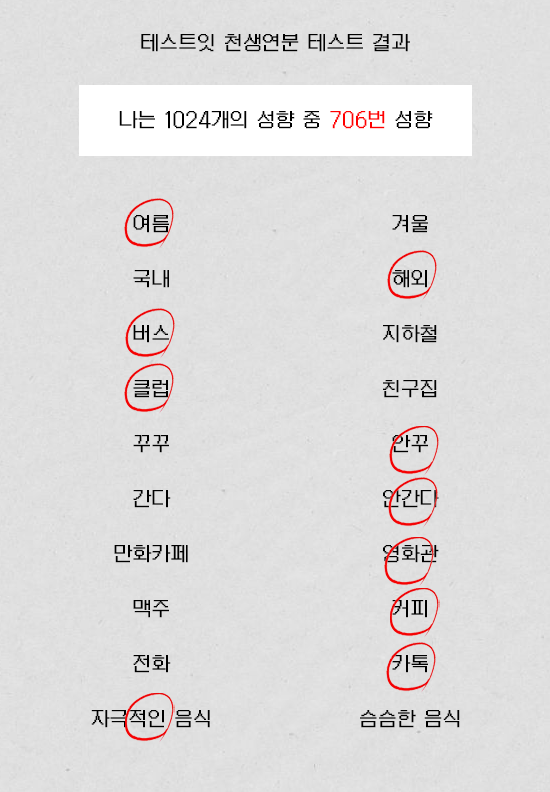 테스트잇 천생연분 테스트 결과
나는 1024개의 성향 중 706번 성향
여름 겨울
국내 해외
버스 지하철
클럽 친구집
꾸꾸 안꾸
간다 안간다
만화카페 영화관
맥주 커피
전화 카톡
자극적인 음식 슴슴한 음식